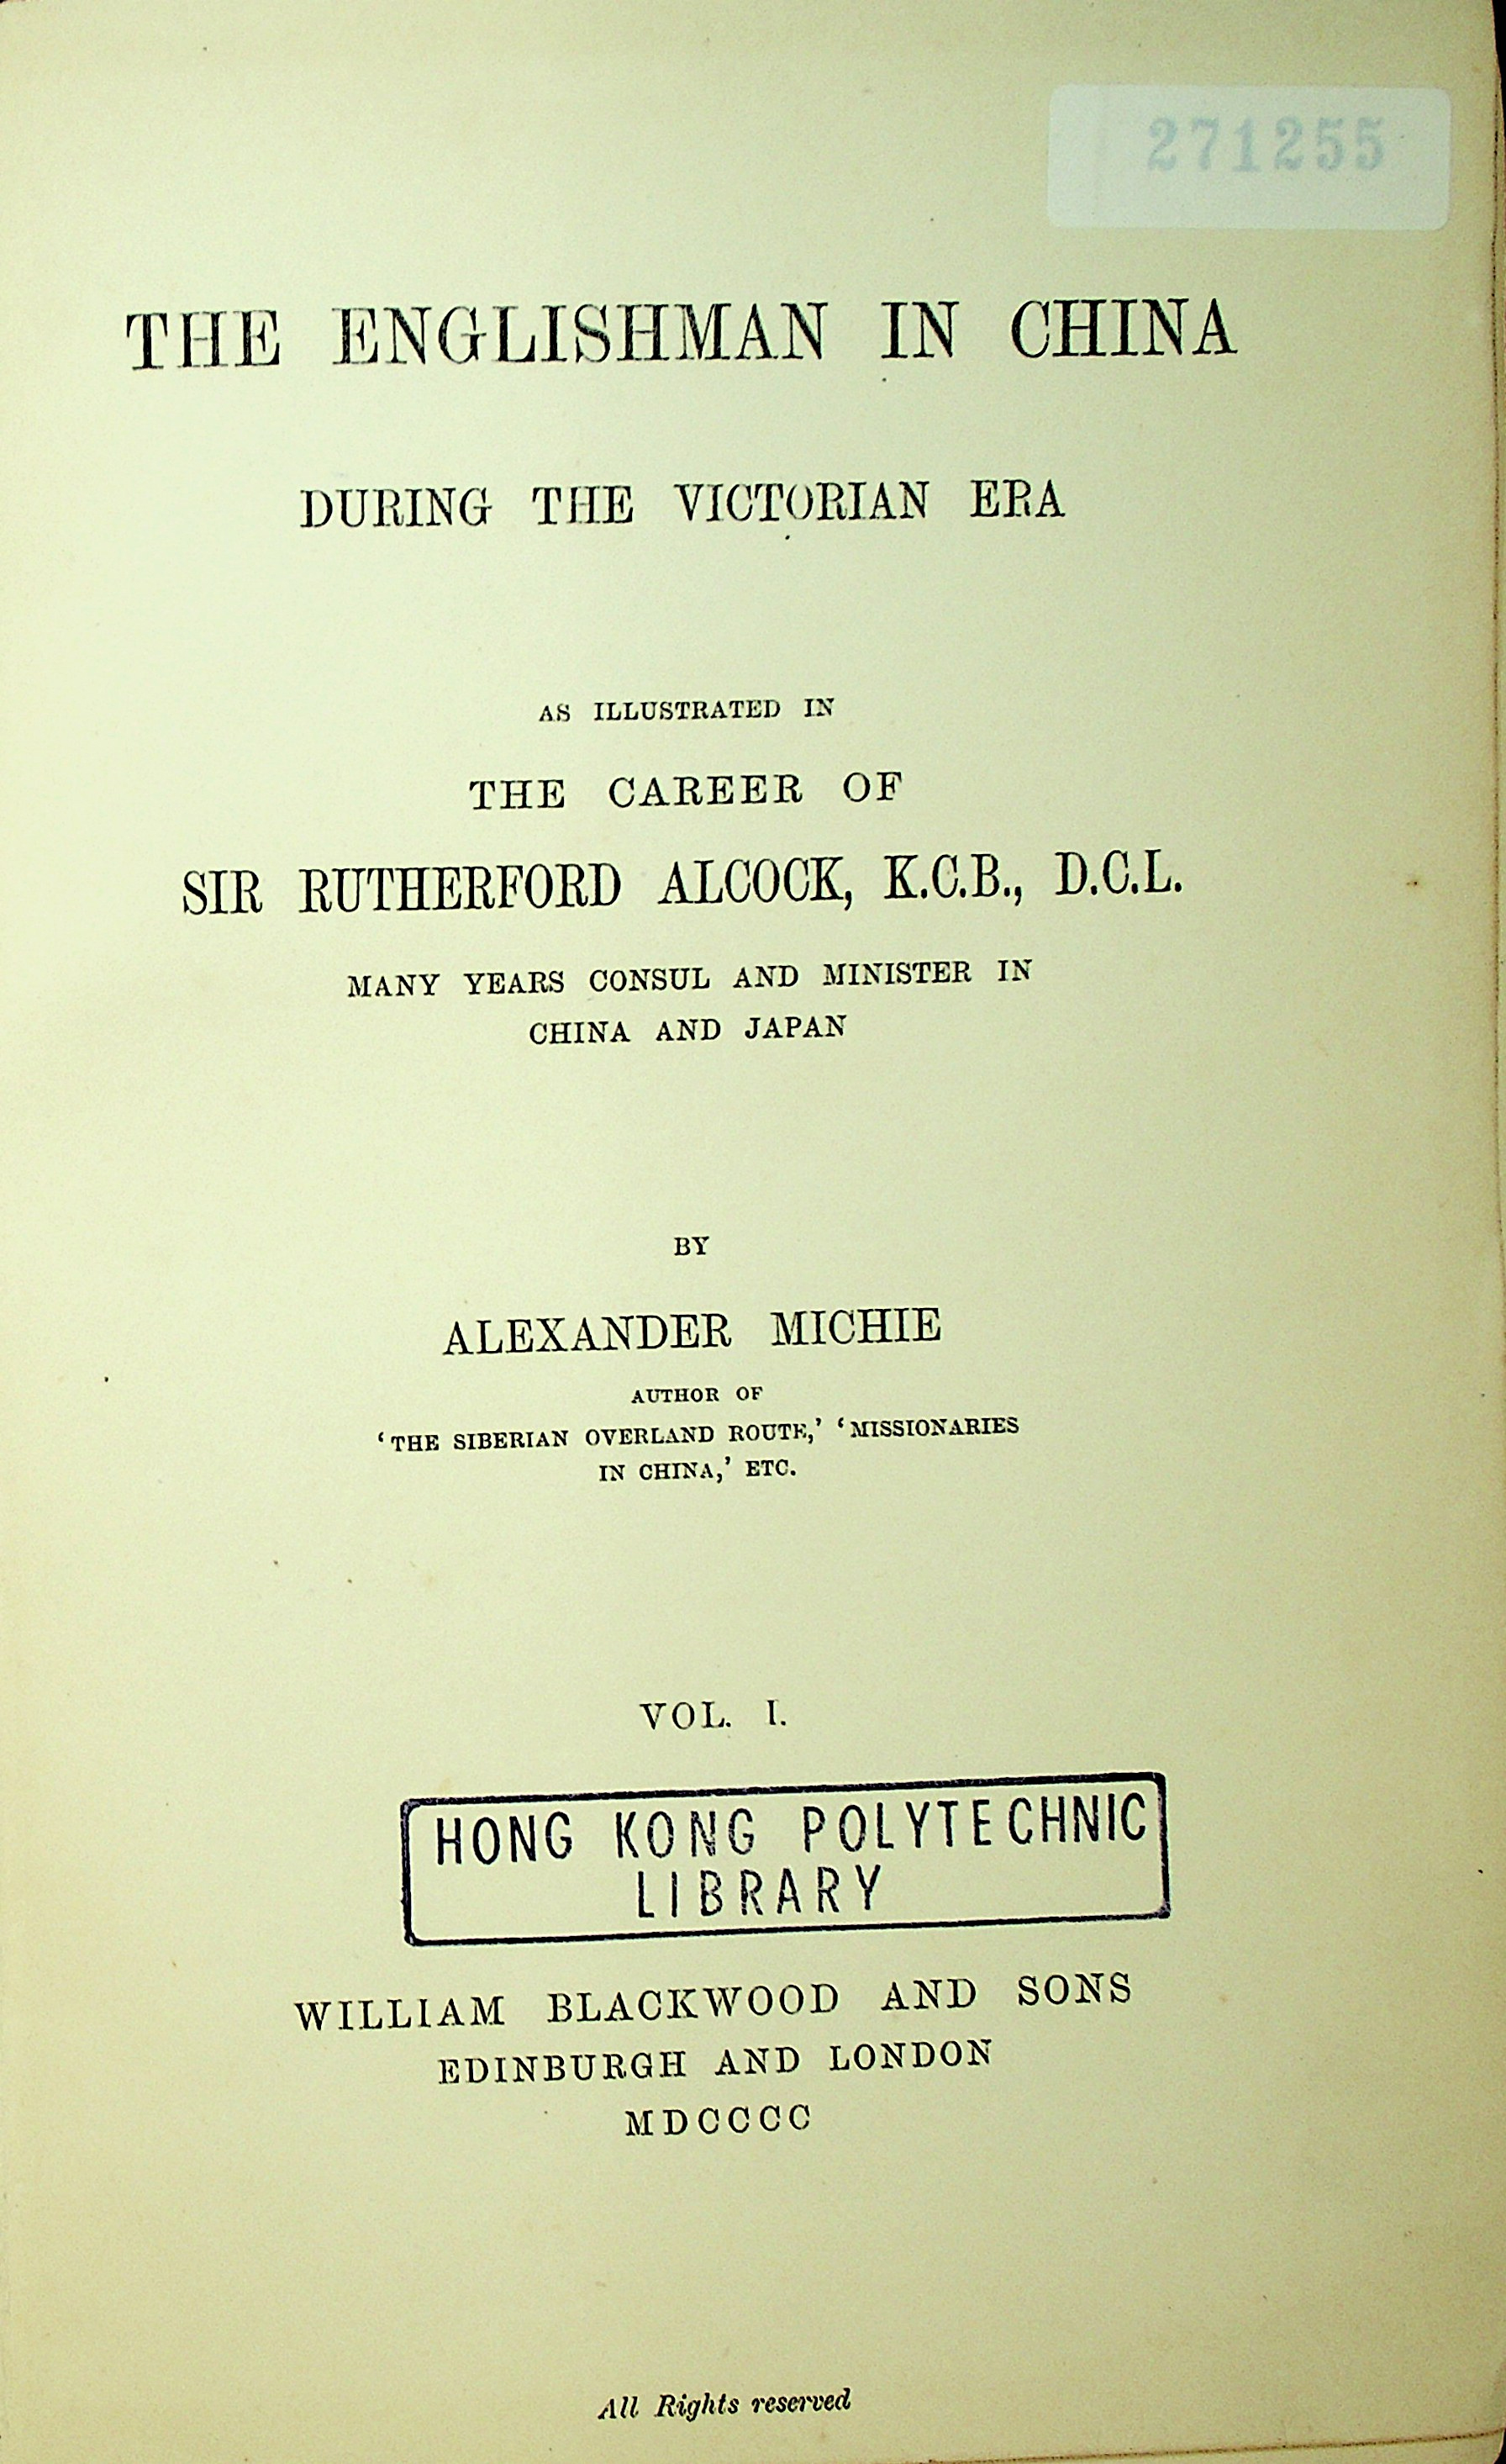 271255
THE ENGLISHMAN IN CHINA
DURING THE VICTORIAN ERA
AS ILLUSTRATED IN
THE CAREER OF
SIR RUTHERFORD ALCOCK, K.C.B., D.C.L.
MANY YEARS CONSUL AND MINISTER IN
CHINA AND JAPAN
BY
ALEXANDER MICHIE
AUTHOR OF
‘THE SIBERIAN OVERLAND ROUTE,’ ‘MISSIONARIES
IN CHINA,’ ETC.
VOL. I.
HONG KONG POLYTECHNIC
LIBRARY
WILLIAM BLACKWOOD AND SONS
EDINBURGH AND LONDON
MDCCCC
All Rights reserved